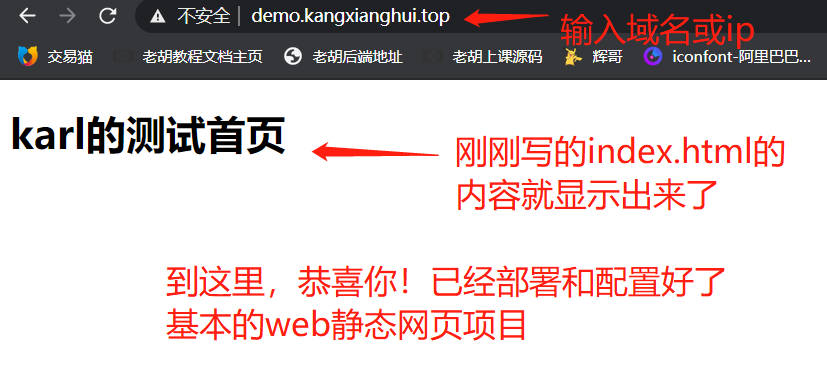 不安全 | demo.kangxianghui.top
输入域名或ip
交易猫 老胡教程文档主页 老胡后端地址 老胡上课源码 辉哥 iconfont-阿里巴巴...
karl的测试首页
刚刚写的index.html的
内容就显示出来了
到这里，恭喜你！已经部署和配置好了
基本的web静态网页项目